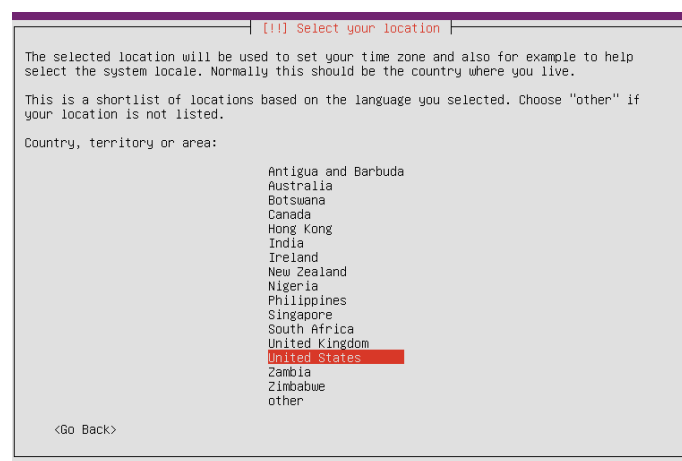 [!!] Select your location
The selected location will be used to set your time zone and also for example to help
select the system locale. Normally this should be the country where you live.
This is a shortlist of locations based on the language you selected. Choose "other" if
your location is not listed.
Country, territory or area:
Antigua and Barbuda
Australia
Botswana
Canada
Hong Kong
India
Ireland
New Zealand
Nigeria
Philippines
Singapore
South Africa
United Kingdom
United States
Zambia
Zimbabwe
other
<Go Back>